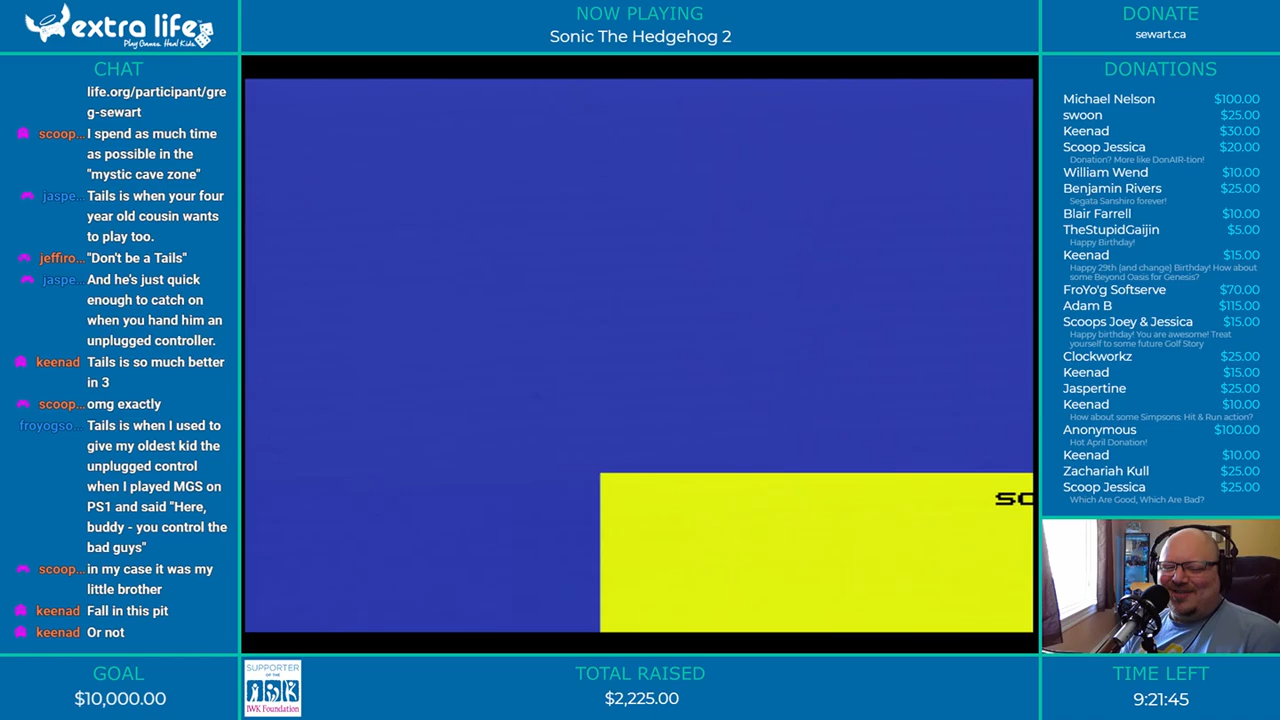 extra life
Play Games. Heal Kids.
NOW PLAYING
Sonic The Hedgehog 2
DONATE
sewart.ca
CHAT
life.org/participant/gre
g-sewart
scoop... I spend as much time
as possible in the
"mystic cave zone"
jaspe... Tails is when your four
year old cousin wants
to play too.
jeffiro... "Don't be a Tails"
jaspe... And he's just quick
enough to catch on
when you hand him an
unplugged controller.
keenad Tails is so much better
in 3
scoop... omg exactly
froyogso... Tails is when I used to
give my oldest kid the
unplugged control
when I played MGS on
PS1 and said "Here,
buddy - you control the
bad guys"
scoop... in my case it was my
little brother
keenad Fall in this pit
keenad Or not
SO
DONATIONS
Michael Nelson $100.00
swoon $25.00
Keenad $30.00
Scoop Jessica $20.00
Donation? More like DonAIR-tion!
William Wend $10.00
Benjamin Rivers $25.00
Segata Sanshiro forever!
Blair Farrell $10.00
TheStupidGaijin $5.00
Happy Birthday!
Keenad $15.00
Happy 29th (and change) Birthday! How about
some Beyond Oasis for Genesis?
FroYo'g Softserve $70.00
Adam B $115.00
Scoops Joey & Jessica $15.00
Happy birthday! You are awesome! Treat
yourself to some future Golf Story
Clockworkz $25.00
Keenad $15.00
Jaspertine $25.00
Keenad $10.00
How about some Simpsons: Hit & Run action?
Anonymous $100.00
Hot April Donation!
Keenad $10.00
Zachariah Kull $25.00
Scoop Jessica $25.00
Which Are Good, Which Are Bad?
GOAL
$10,000.00
SUPPORTER
OF THE
IWK
IWK Foundation
TOTAL RAISED
$2,225.00
TIME LEFT
9:21:45